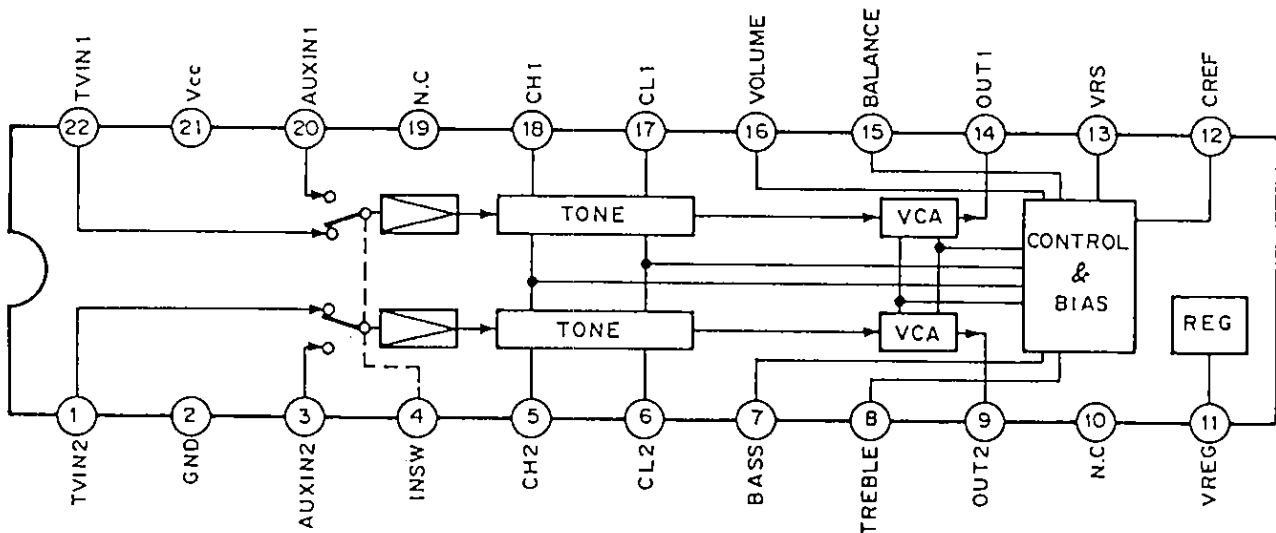 TVIN1
Vcc
AUXIN1
N.C
CH1
CL1
VOLUME
BALANCE
OUT1
VRS
CREF
22
21
20
19
18
17
16
15
14
13
12
TONE
VCA
CONTROL
&
BIAS
TONE
VCA
REG
1
2
3
4
5
6
7
8
9
10
11
TVIN2
GND
AUXIN2
INSW
CH2
CL2
BASS
TREBLE
OUT2
N.C
VREG